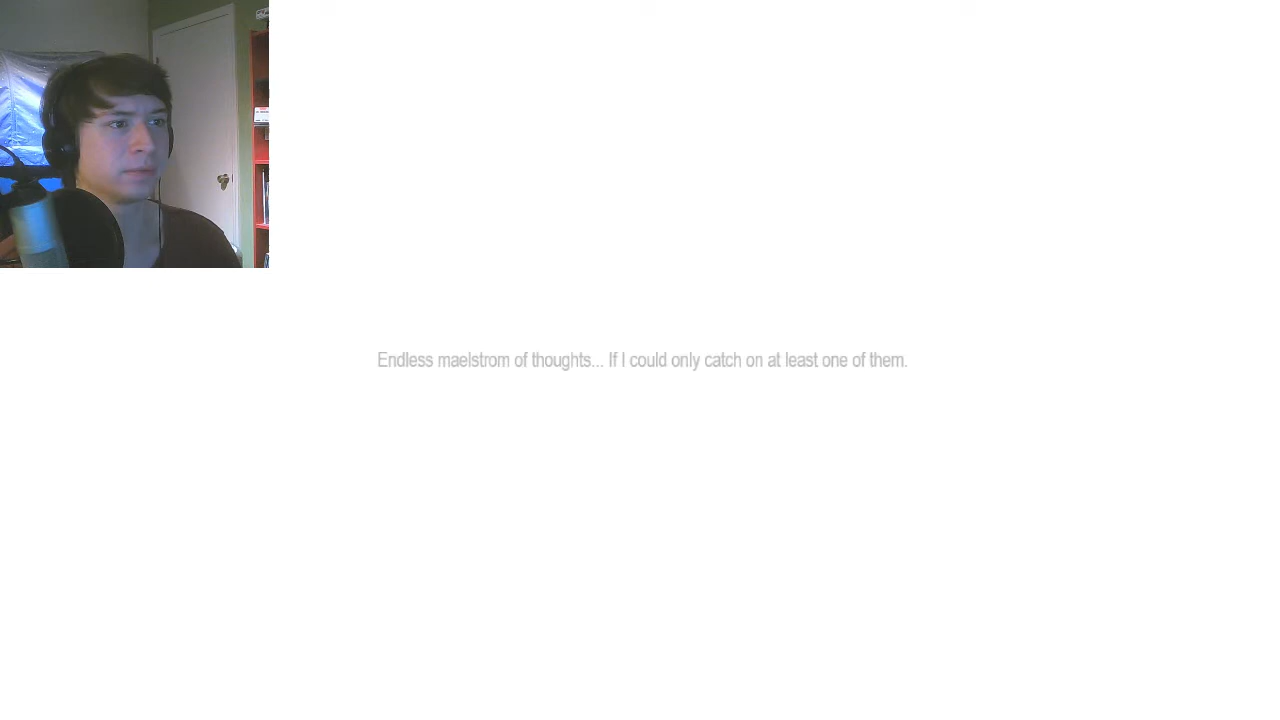 Endless maelstrom of thoughts... If I could only catch on at least one of them.